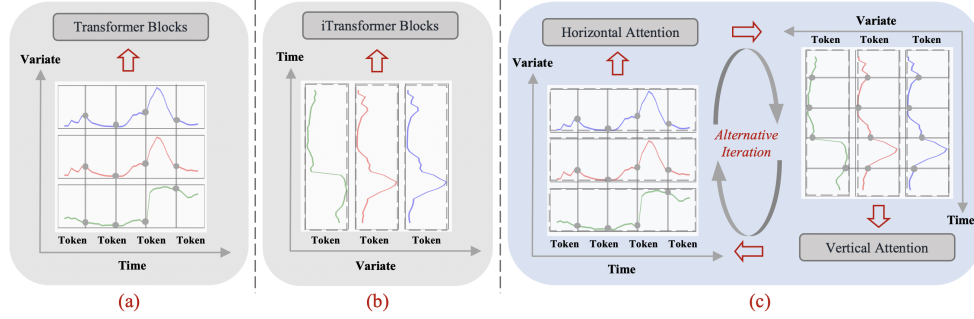 Transformer Blocks
Variate
Token Token Token Token
Time
(a)
iTransformer Blocks
Time
Token Token Token
Variate
(b)
Horizontal Attention
Variate
Token Token Token Token
Time
Alternative
Iteration
Variate
Token Token Token
Time
Vertical Attention
(c)